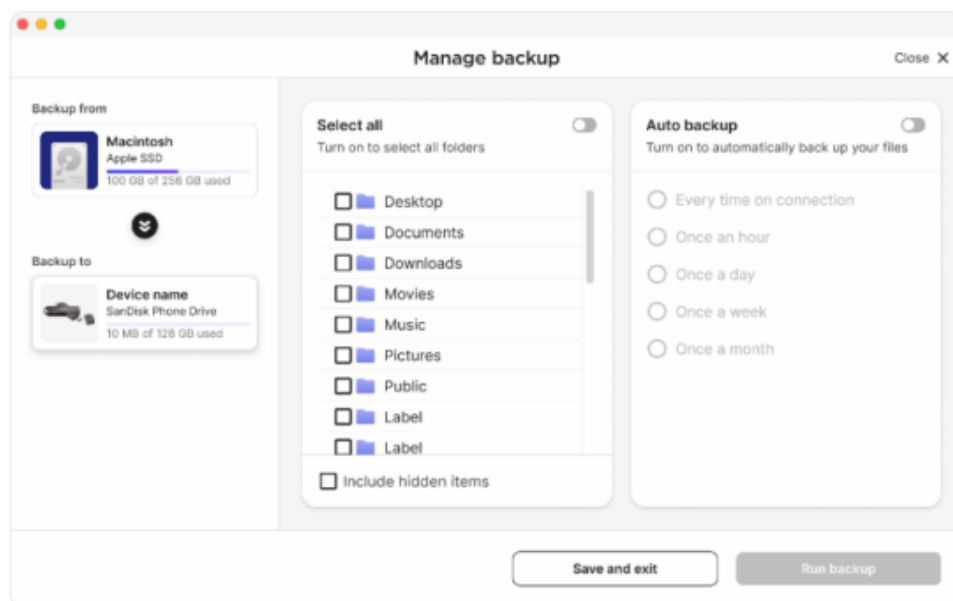 Manage backup
Close
Backup from
Macintosh
Apple SSD
100 GB of 256 GB used
Backup to
Device name
SanDisk Phone Drive
10 MB of 128 GB used
Select all
Turn on to select all folders
Desktop
Documents
Downloads
Movies
Music
Pictures
Public
Label
Label
Include hidden items
Auto backup
Turn on to automatically back up your files
Every time on connection
Once an hour
Once a day
Once a week
Once a month
Save and exit
Run backup